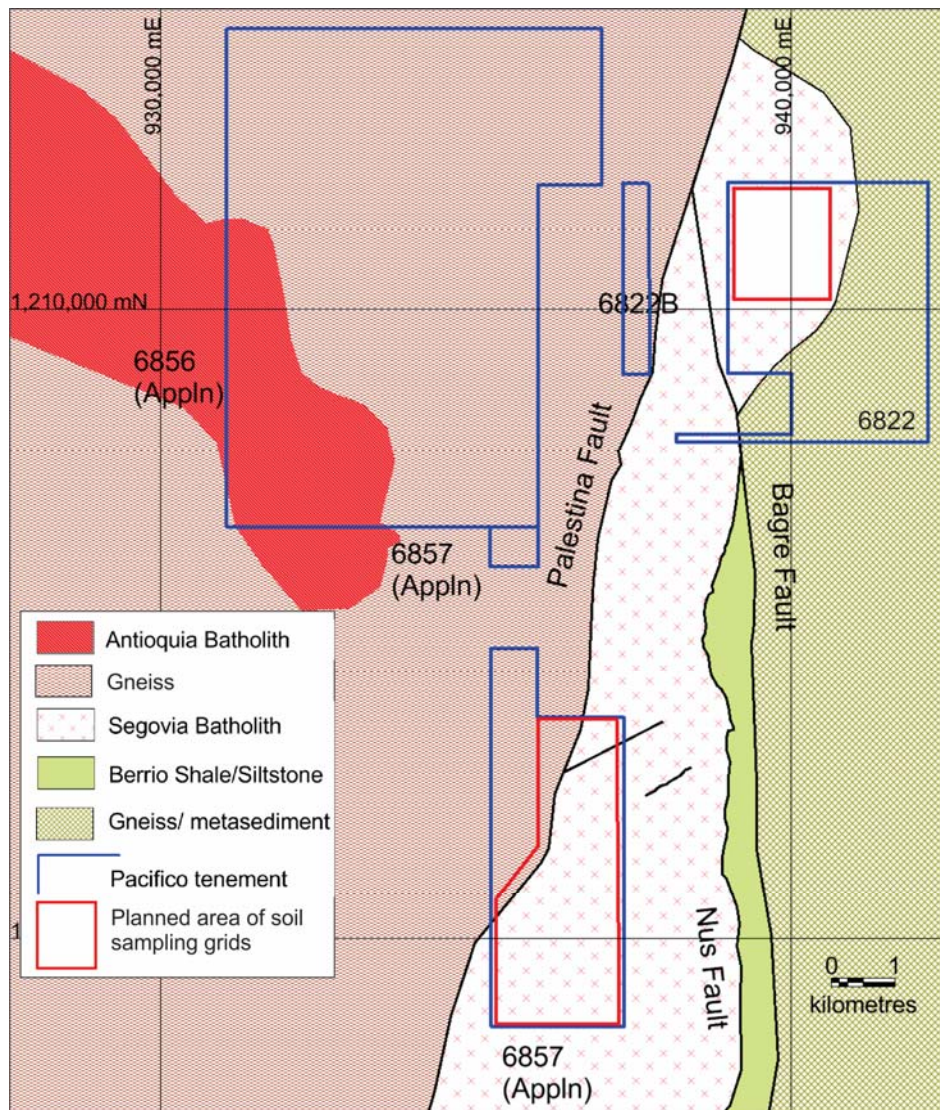 930,000 mE
940,000 mE
1,210,000 mN
6822B
6856
(Appln)
6822
Palestina Fault
Bagre Fault
6857
(Appln)
Antioquia Batholith
Gneiss
Segovia Batholith
Berrio Shale/Siltstone
Gneiss/ metasediment
Pacifico tenement
Planned area of soil
sampling grids
1
Nus Fault
0 1
kilometres
6857
(Appln)